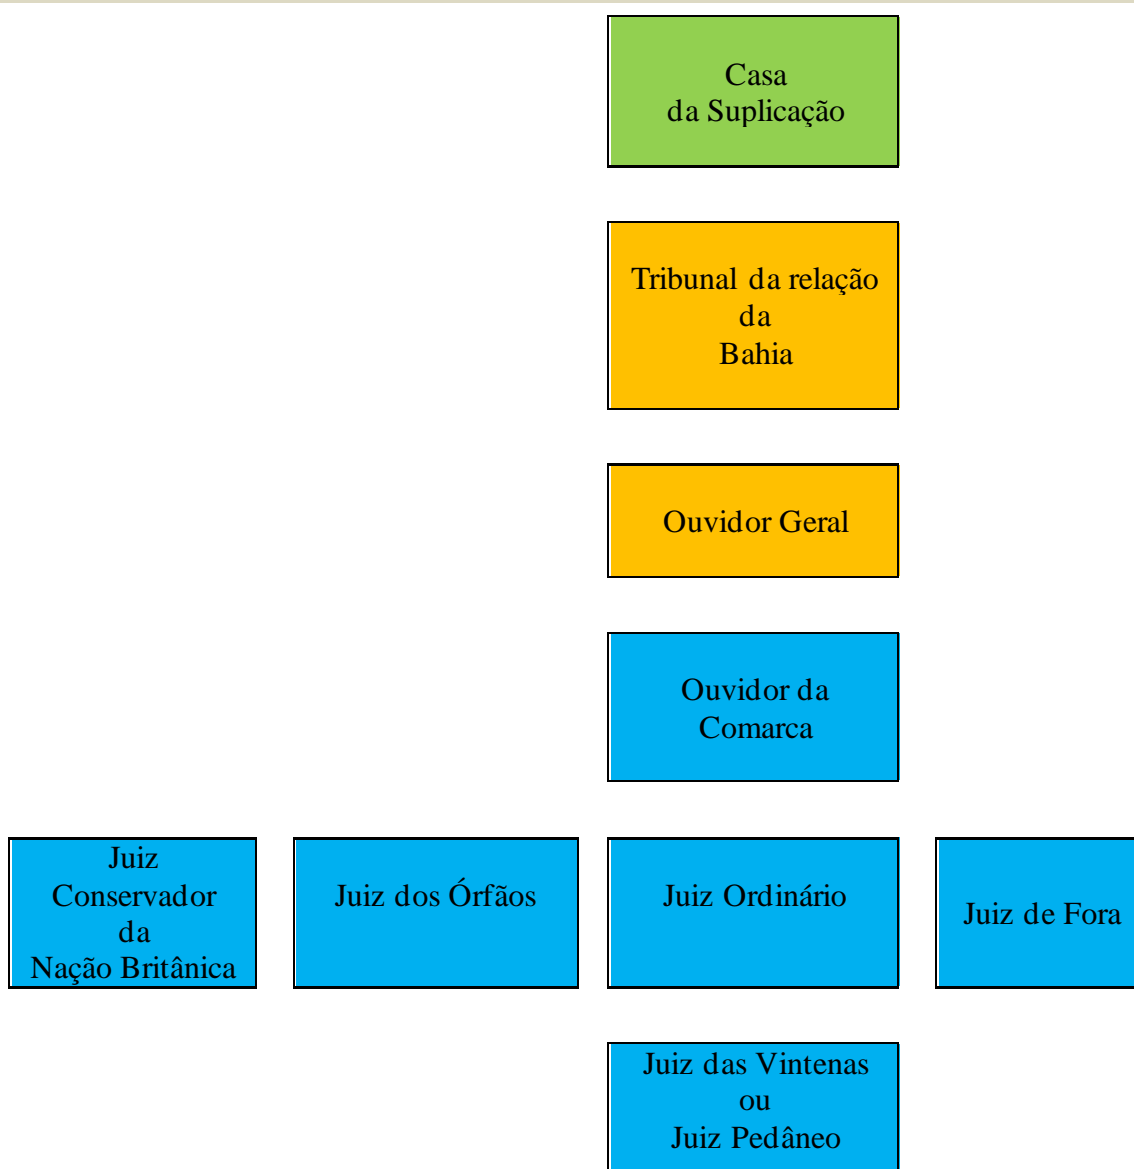 Casa
da Suplicação
Tribunal da relação
da
Bahia
Ouvidor Geral
Ouvidor da
Comarca
Juiz
Conservador
da
Nação Britânica
Juiz dos Órfãos
Juiz Ordinário
Juiz de Fora
Juiz das Vintenas
ou
Juiz Pedâneo